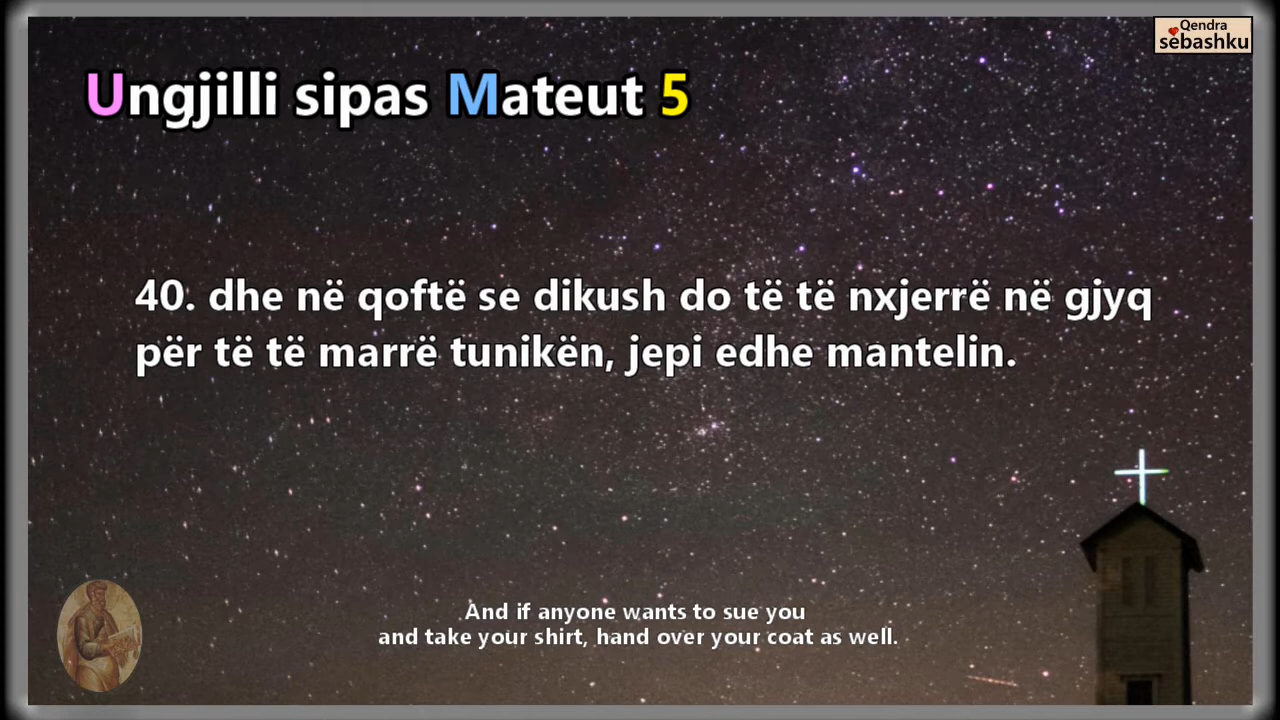 Qendra
sëbashku
Ungjilli sipas Mateut 5
40. dhe në qoftë se dikush do të të nxjerrë në gjyq
për të të marrë tunikën, jepi edhe mantelin.
And if anyone wants to sue you
and take your shirt, hand over your coat as well.